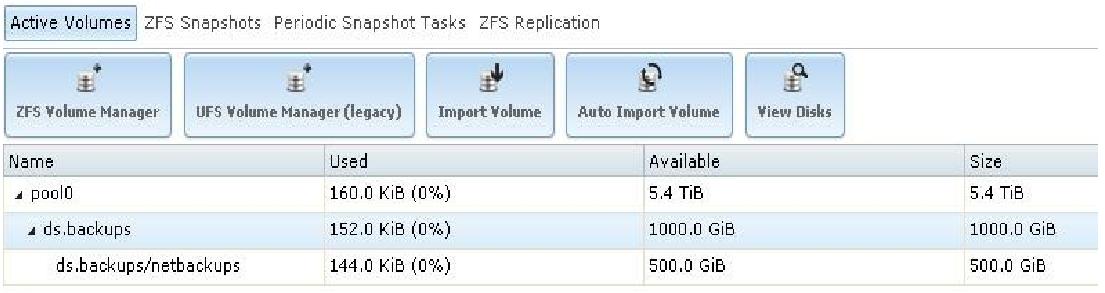 Active Volumes ZFS Snapshots Periodic Snapshot Tasks ZFS Replication
ZFS Volume Manager UFS Volume Manager (legacy) Import Volume Auto Import Volume View Disks
Name Used Available Size
pool0 160.0 KiB (0%) 5.4 TiB 5.4 TiB
ds.backups 152.0 KiB (0%) 1000.0 GiB 1000.0 GiB
ds.backups/netbackups 144.0 KiB (0%) 500.0 GiB 500.0 GiB